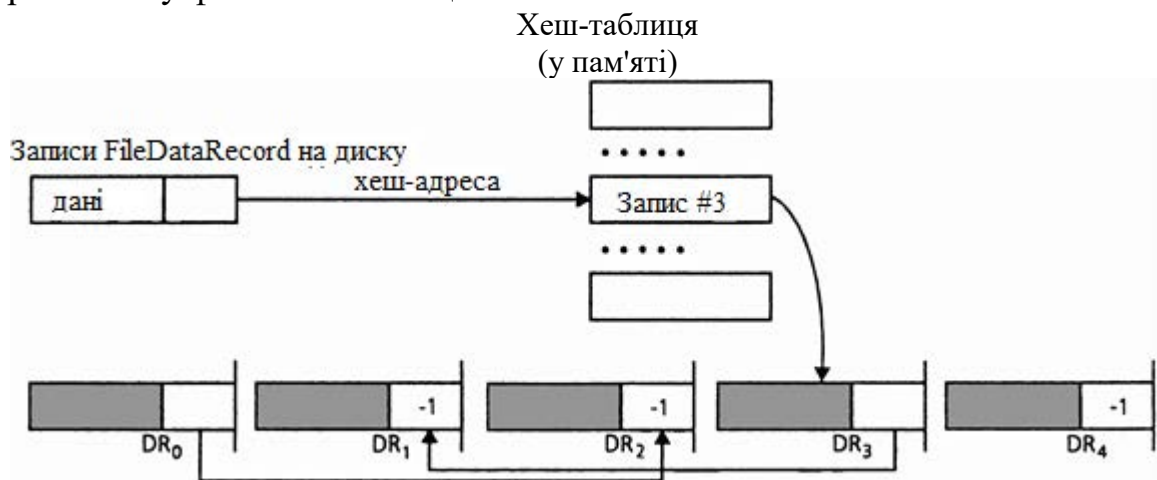 Хеш-таблиця
(у пам'яті)
Записи FileDataRecord на диску
хеш-адреса
дані
Запис #3
-1
-1
-1
DR0
DR1
DR2
DR3
DR4